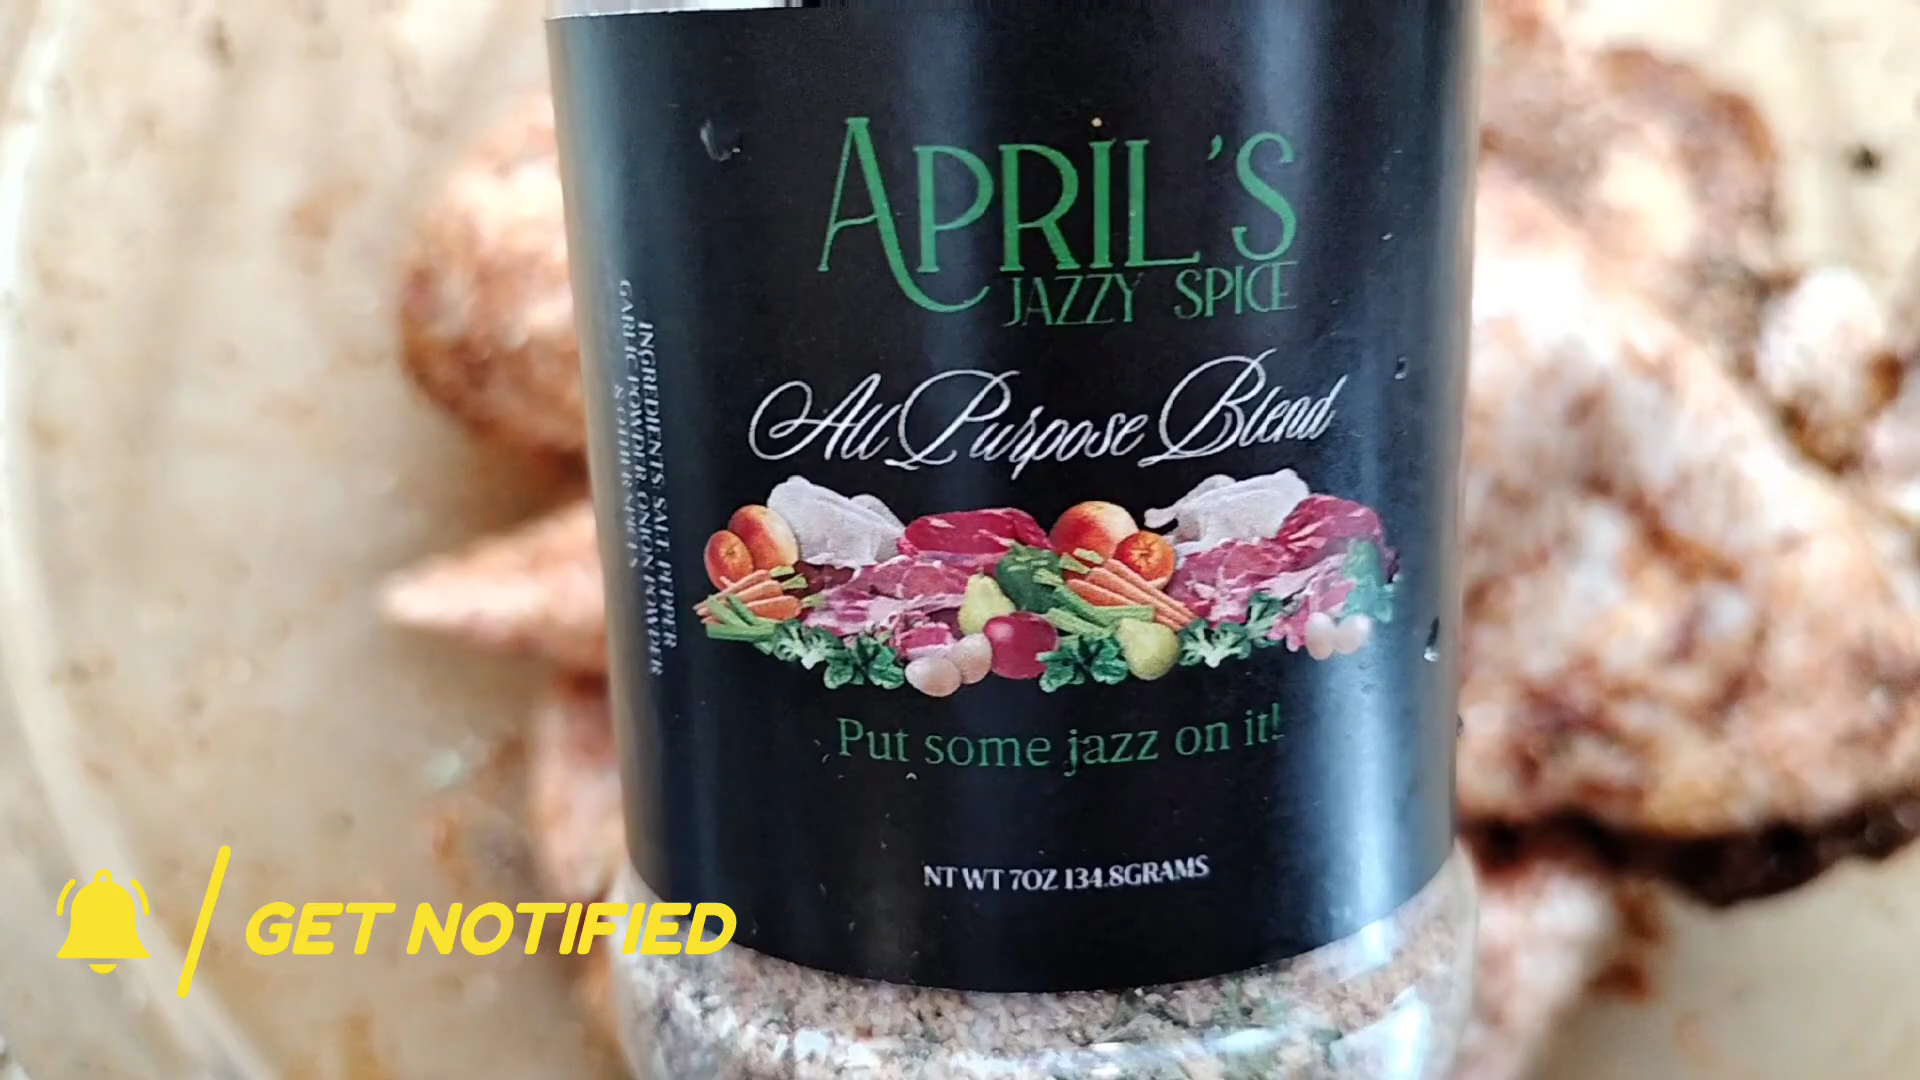 APRIL'S
JAZZY SPICE
All Purpose Blend
INGREDIENTS: SALT, PEPPER
GARLIC POWDER, ONION POWDER
Put some jazz on it!
NT WT 7OZ 134.8GRAMS
GET NOTIFIED